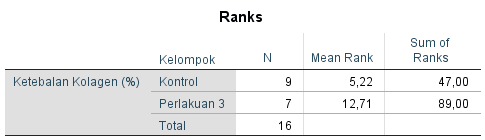 Ranks
Kelompok N Mean Rank Sum of Ranks
Ketebalan Kolagen (%) Kontrol 9 5,22 47,00
Perlakuan 3 7 12,71 89,00
Total 16